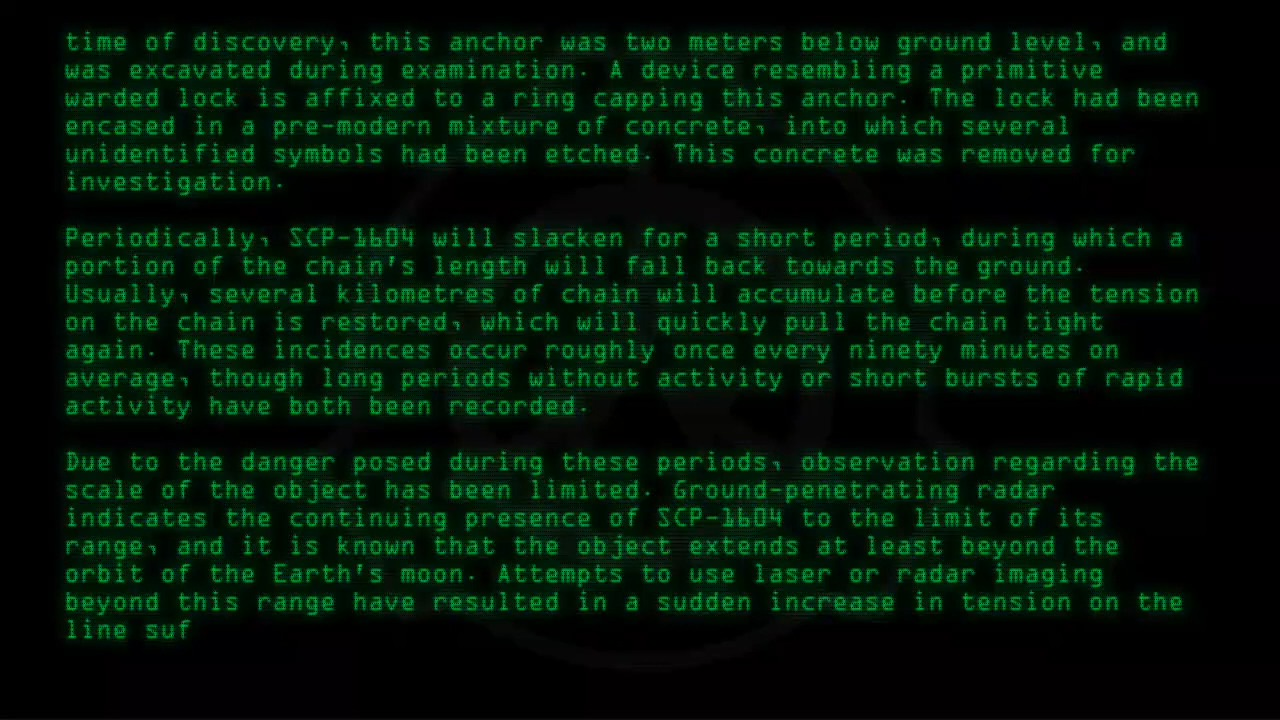 time of discovery, this anchor was two meters below ground level, and
was excavated during examination. A device resembling a primitive
warded lock is affixed to a ring capping this anchor. The lock had been
encased in a pre-modern mixture of concrete, into which several
unidentified symbols had been etched. This concrete was removed for
investigation.
Periodically, SCP-1604 will slacken for a short period, during which a
portion of the chain's length will fall back towards the ground.
Usually, several kilometres of chain will accumulate before the tension
on the chain is restored, which will quickly pull the chain tight
again. These incidences occur roughly once every ninety minutes on
average, though long periods without activity or short bursts of rapid
activity have both been recorded.
Due to the danger posed during these periods, observation regarding the
scale of the object has been limited. Ground-penetrating radar
indicates the continuing presence of SCP-1604 to the limit of its
range, and it is known that the object extends at least beyond the
orbit of the Earth's moon. Attempts to use laser or radar imaging
beyond this range have resulted in a sudden increase in tension on the
line suf